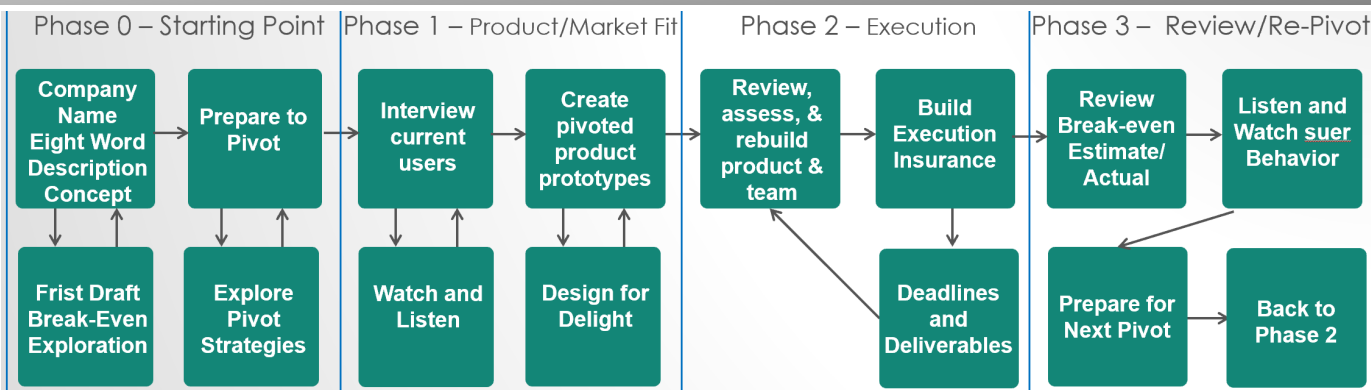 Phase 0 – Starting Point
Phase 1 – Product/Market Fit
Phase 2 – Execution
Phase 3 – Review/Re-Pivot
Company
Name
Eight Word
Description
Concept
Prepare to
Pivot
Interview
current
users
Create
pivoted
product
prototypes
Review,
assess, &
rebuild
product &
team
Build
Execution
Insurance
Review
Break-even
Estimate/
Actual
Listen and
Watch suer
Behavior
Frist Draft
Break-Even
Exploration
Explore
Pivot
Strategies
Watch and
Listen
Design for
Delight
Deadlines
and
Deliverables
Prepare for
Next Pivot
Back to
Phase 2